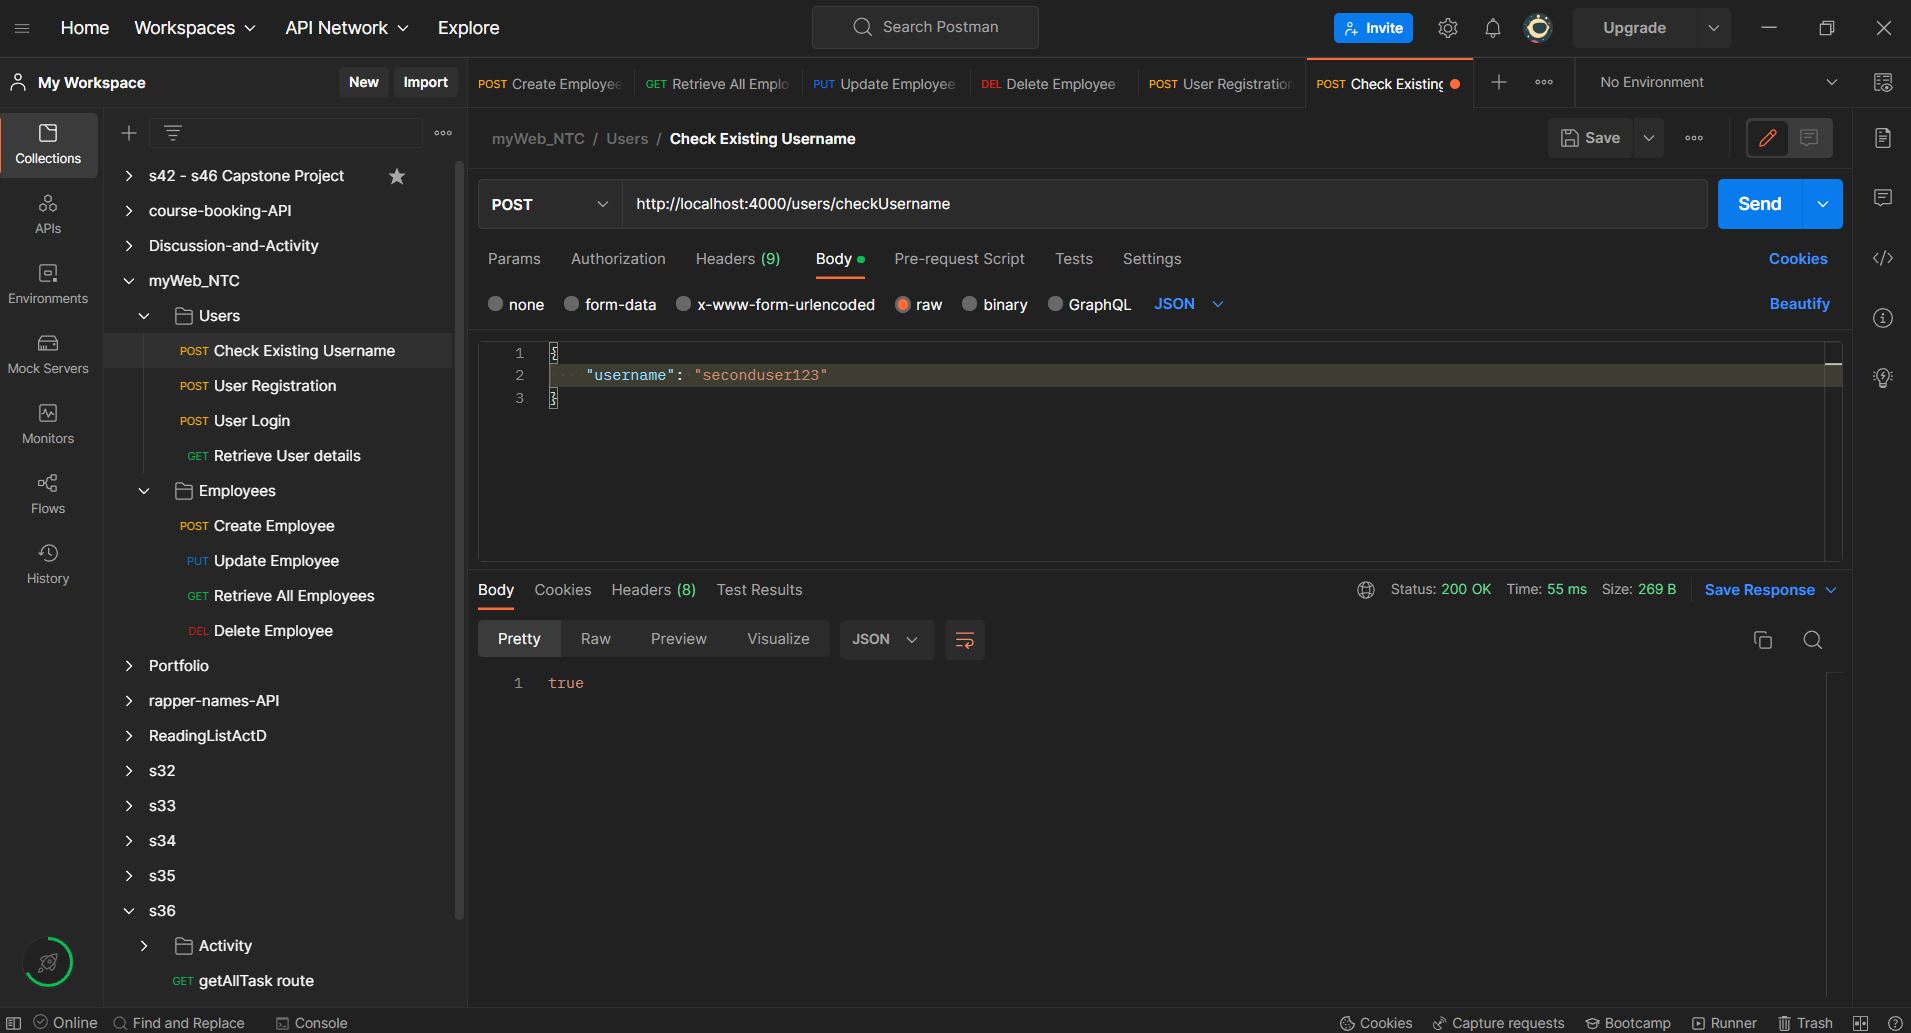 Home Workspaces API Network Explore Search Postman Invite Upgrade
My Workspace New Import
POST Create Employee GET Retrieve All Emplo PUT Update Employee DEL Delete Employee POST User Registration POST Check Existing No Environment
Collections
APIs
Environments
Mock Servers
Monitors
Flows
History
s42 - s46 Capstone Project
course-booking-API
Discussion-and-Activity
myWeb_NTC
Users
POST Check Existing Username
POST User Registration
POST User Login
GET Retrieve User details
Employees
POST Create Employee
PUT Update Employee
GET Retrieve All Employees
DEL Delete Employee
Portfolio
rapper-names-API
ReadingListActD
s32
s33
s34
s35
s36
Activity
GET getAllTask route
myWeb_NTC / Users / Check Existing Username Save
POST http://localhost:4000/users/checkUsername Send
Params Authorization Headers (9) Body Pre-request Script Tests Settings Cookies
none form-data x-www-form-urlencoded raw binary GraphQL JSON Beautify
1 {
2 "username": "seconduser123"
3 }
Body Cookies Headers (8) Test Results Status: 200 OK Time: 55 ms Size: 269 B Save Response
Pretty Raw Preview Visualize JSON
1 true
Online Find and Replace Console Cookies Capture requests Bootcamp Runner Trash